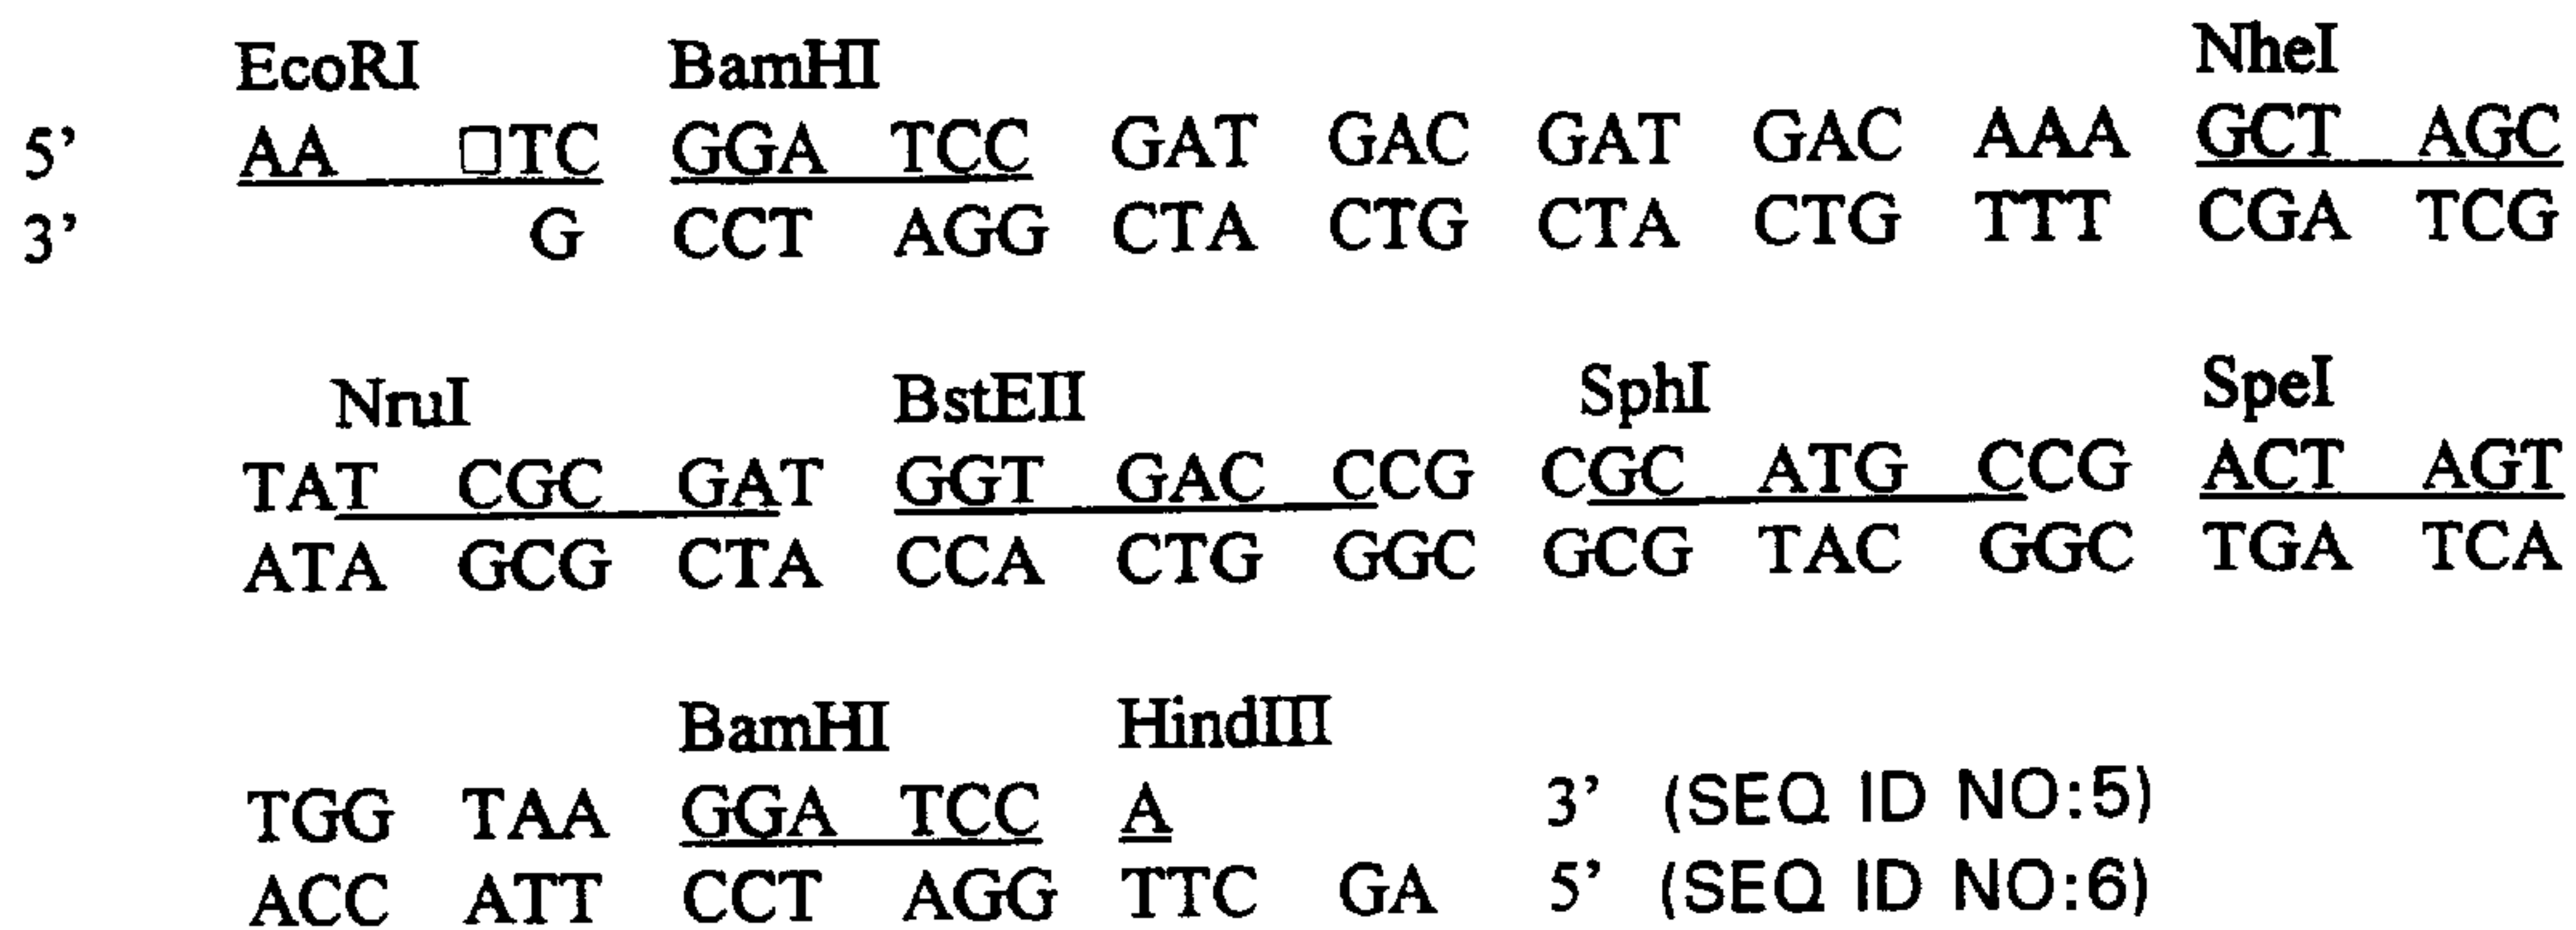 EcoRI BamHI NheI
5’ AA □TC GGA TCC GAT GAC GAT GAC AAA GCT AGC
3’ G CCT AGG CTA CTG CTA CTG TTT CGA TCG
NruI BstEII SphI SpeI
TAT CGC GAT GGT GAC CCG CGC ATG CCG ACT AGT
ATA GCG CTA CCA CTG GGC GCG TAC GGC TGA TCA
BamHI HindIII
TGG TAA GGA TCC A 3’ (SEQ ID NO:5)
ACC ATT CCT AGG TTC GA 5’ (SEQ ID NO:6)